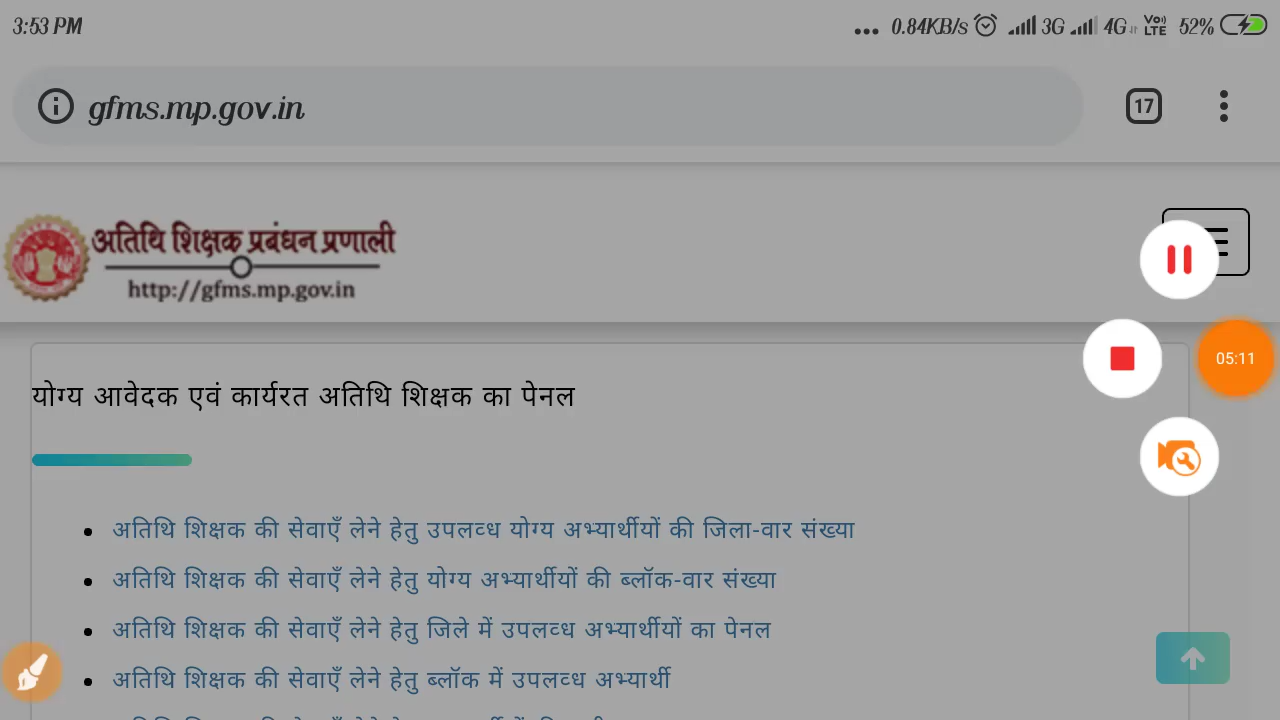 3:53 PM
... 0.84KB/s 3G 4G Vo)) LTE 52%
gfms.mp.gov.in
17
अतिथि शिक्षक प्रबंधन प्रणाली
http://gfms.mp.gov.in
05:11
योग्य आवेदक एवं कार्यरत अतिथि शिक्षक का पेनल
अतिथि शिक्षक की सेवाएँ लेने हेतु उपलव्ध योग्य अभ्यार्थीयों की जिला-वार संख्या
अतिथि शिक्षक की सेवाएँ लेने हेतु योग्य अभ्यार्थीयों की ब्लॉक-वार संख्या
अतिथि शिक्षक की सेवाएँ लेने हेतु जिले में उपलव्ध अभ्यार्थीयों का पेनल
अतिथि शिक्षक की सेवाएँ लेने हेतु ब्लॉक में उपलव्ध अभ्यार्थी